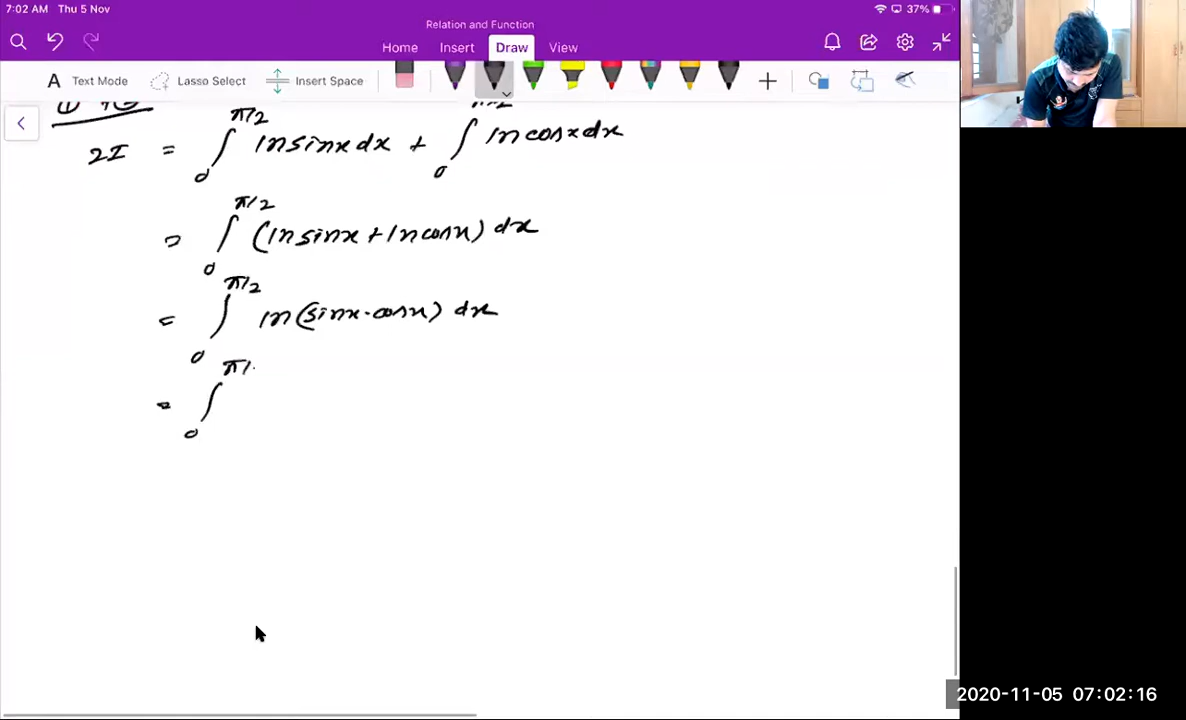 7:02 AM Thu 5 Nov
37%
Relation and Function
Home Insert Draw View
A Text Mode Lasso Select Insert Space
2I = ∫₀^(π/2) ln sinx dx + ∫₀ ln cosx dx
= ∫₀^(π/2) (ln sinx + ln cosx) dx
= ∫₀^(π/2) ln(sinx·cosx) dx
= ∫₀^π/
2020-11-05 07:02:16